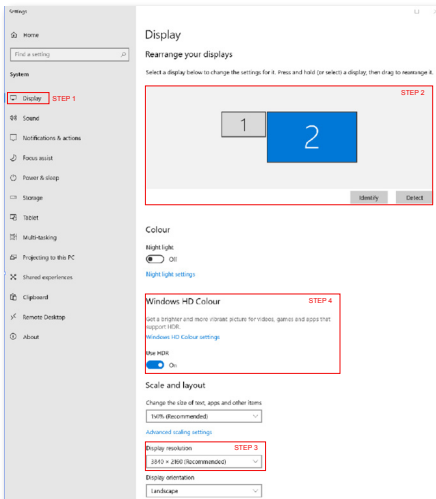 Settings
Home
Find a setting
System
Display STEP 1
Sound
Notifications & actions
Focus assist
Power & sleep
Storage
Tablet
Multi-tasking
Projecting to this PC
Shared experiences
Clipboard
Remote Desktop
About
Display
Rearrange your displays
Select a display below to change the settings for it. Press and hold (or select) a display, then drag to rearrange it.
STEP 2
1 2
Identify Detect
Colour
Night light
Off
Night light settings
Windows HD Colour STEP 4
Get a brighter and more vibrant picture for videos, games and apps that
support HDR.
Windows HD Colour settings
Use HDR
On
Scale and layout
Change the size of text, apps and other items
150% (Recommended)
Advanced scaling settings
Display resolution STEP 3
3840 × 2160 (Recommended)
Display orientation
Landscape